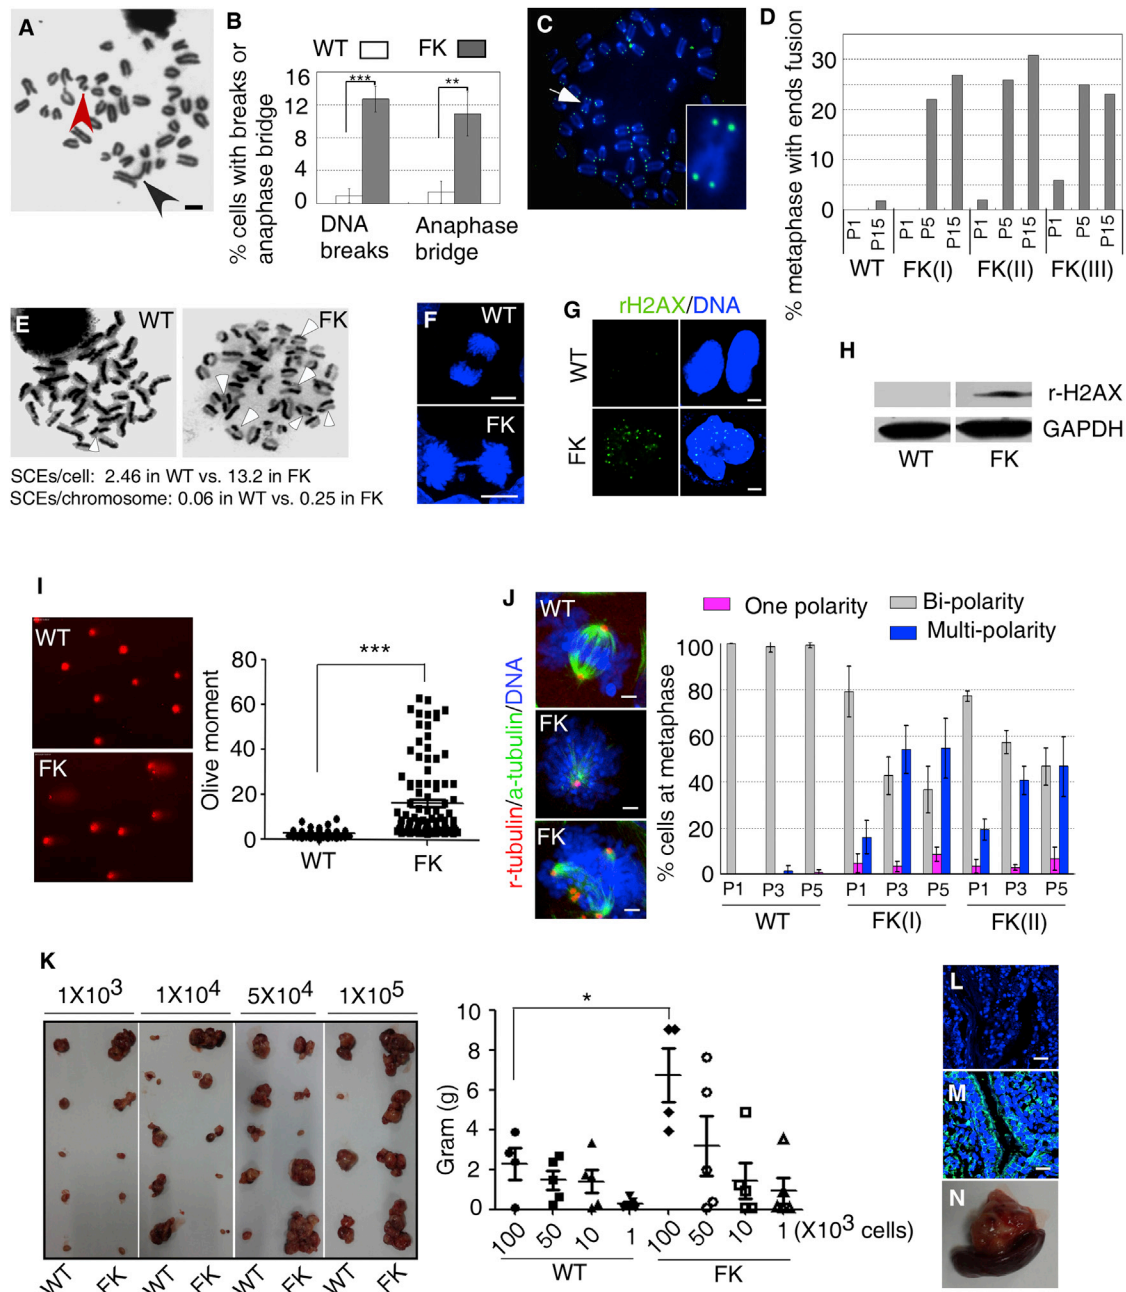 A
B
WT FK
% cells with breaks or
anaphase bridge
16
12
8
4
0
***
**
DNA
breaks
Anaphase
bridge
C
D
% metaphase with ends fusion
30
20
10
0
P1 P15 P1 P5 P15 P1 P5 P15 P1 P5 P15
WT FK(I) FK(II) FK(III)
E WT FK
SCEs/cell: 2.46 in WT vs. 13.2 in FK
SCEs/chromosome: 0.06 in WT vs. 0.25 in FK
F WT
FK
G rH2AX/DNA
WT
FK
H
r-H2AX
GAPDH
WT FK
I
WT
FK
Olive moment
80
60
40
20
0
***
WT FK
J
r-tubulin/a-tubulin/DNA
WT
FK
FK
One polarity Bi-polarity
Multi-polarity
% cells at metaphase
100
80
60
40
20
0
P1 P3 P5 P1 P3 P5 P1 P3 P5
WT FK(I) FK(II)
K
1X10³ 1X10⁴ 5X10⁴ 1X10⁵
WT FK WT FK WT FK WT FK
Gram (g)
10
8
6
4
2
0
*
100 50 10 1 100 50 10 1 (X10³ cells)
WT FK
L
M
N